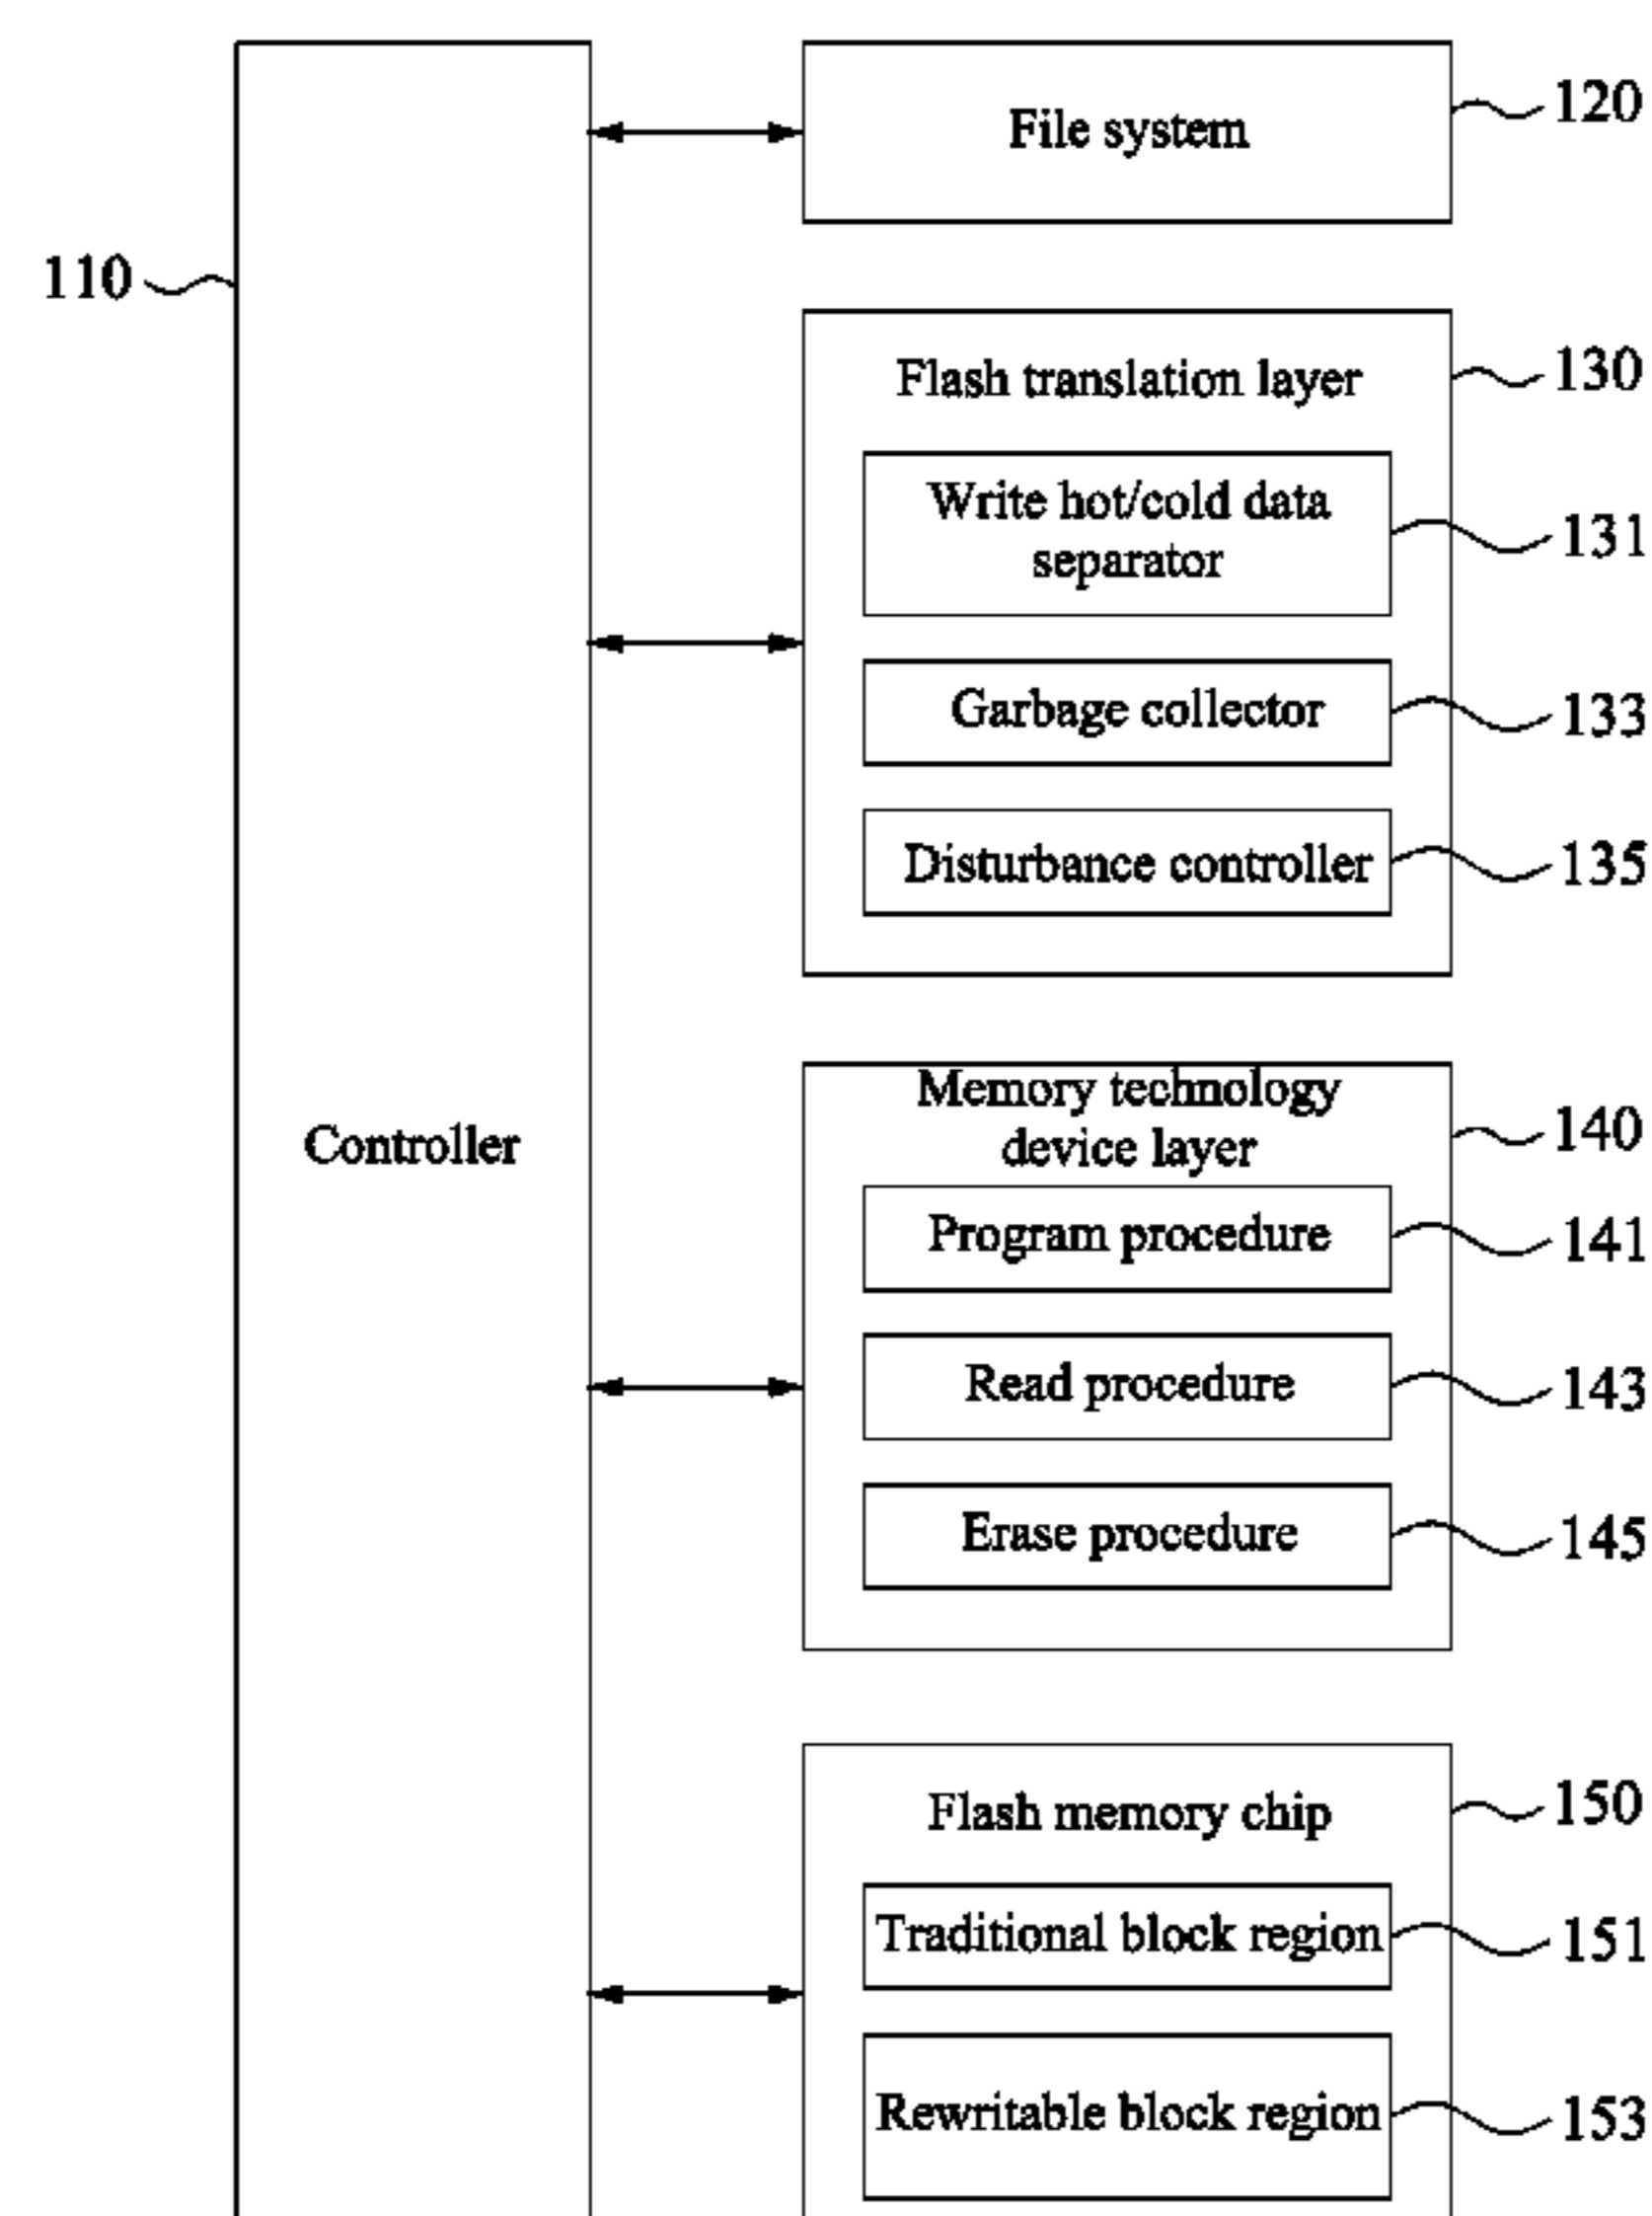 File system
120
110
Flash translation layer
130
Write hot/cold data
separator
131
Garbage collector
133
Disturbance controller
135
Controller
Memory technology
device layer
140
Program procedure
141
Read procedure
143
Erase procedure
145
Flash memory chip
150
Traditional block region
151
Rewritable block region
153